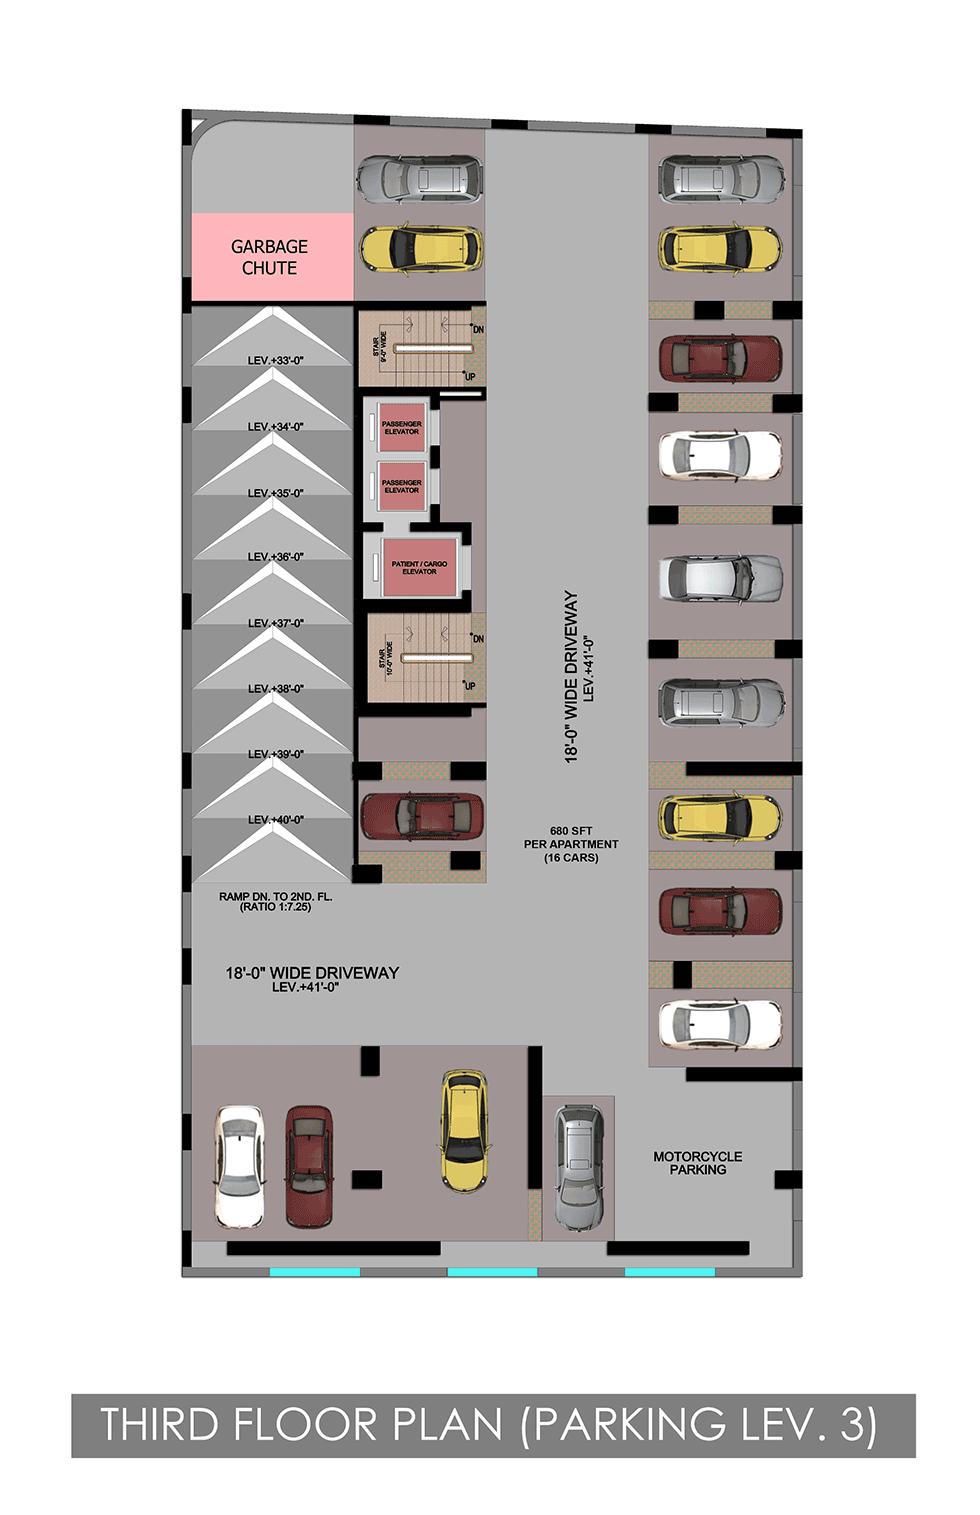 GARBAGE
CHUTE
LEV.+33'-0"
LEV.+34'-0"
LEV.+35'-0"
LEV.+36'-0"
LEV.+37'-0"
LEV.+38'-0"
LEV.+39'-0"
LEV.+40'-0"
RAMP DN. TO 2ND. FL.
(RATIO 1:7.25)
STAIR
9'-0" WIDE
DN
UP
PASSENGER
ELEVATOR
PASSENGER
ELEVATOR
PATIENT / CARGO
ELEVATOR
STAIR
10'-0" WIDE
DN
UP
18'-0" WIDE DRIVEWAY
LEV.+41'-0"
680 SFT
PER APARTMENT
(16 CARS)
18'-0" WIDE DRIVEWAY
LEV.+41'-0"
MOTORCYCLE
PARKING
THIRD FLOOR PLAN (PARKING LEV. 3)